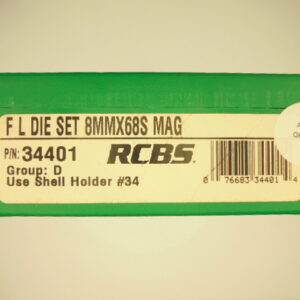 F L DIE SET 8MMX68S MAG
P/N: 34401 RCBS
Group: D
Use Shell Holder #34
0 76683 34401 4